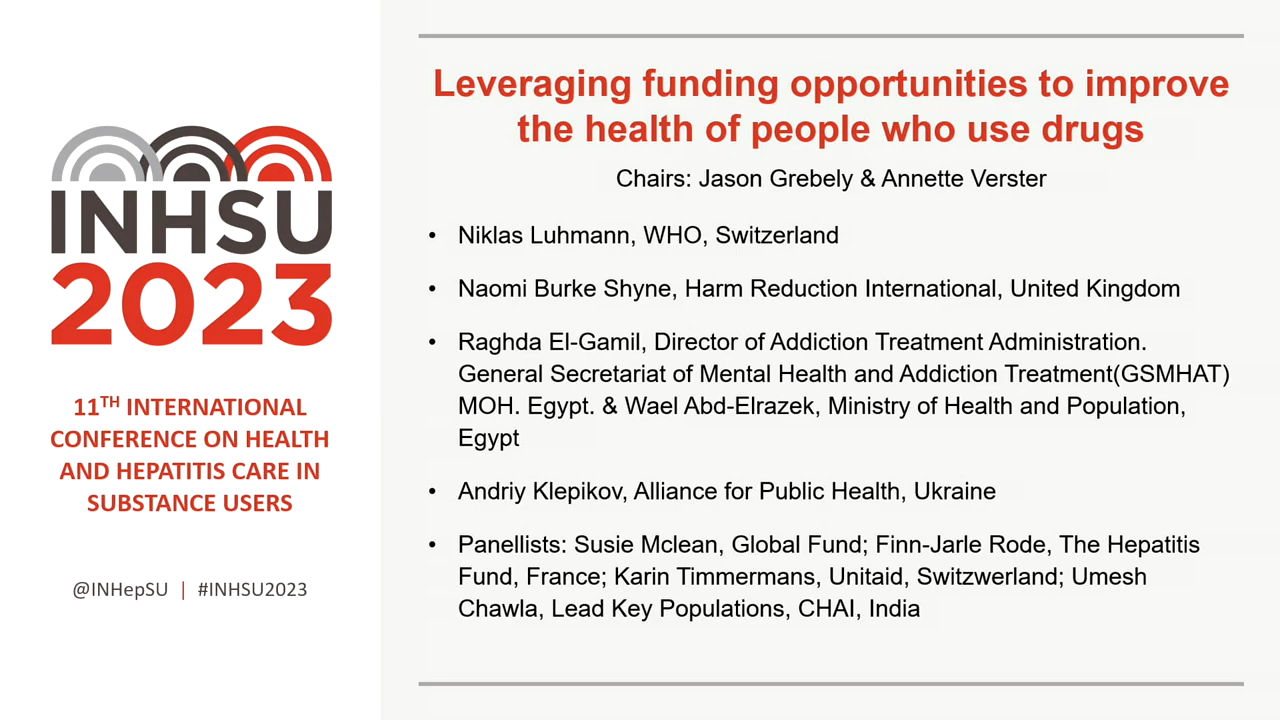 INHSU
2023
11TH INTERNATIONAL
CONFERENCE ON HEALTH
AND HEPATITIS CARE IN
SUBSTANCE USERS
@INHepSU | #INHSU2023
Leveraging funding opportunities to improve
the health of people who use drugs
Chairs: Jason Grebely & Annette Verster
• Niklas Luhmann, WHO, Switzerland
• Naomi Burke Shyne, Harm Reduction International, United Kingdom
• Raghda El-Gamil, Director of Addiction Treatment Administration.
General Secretariat of Mental Health and Addiction Treatment(GSMHAT)
MOH. Egypt. & Wael Abd-Elrazek, Ministry of Health and Population,
Egypt
• Andriy Klepikov, Alliance for Public Health, Ukraine
• Panellists: Susie Mclean, Global Fund; Finn-Jarle Rode, The Hepatitis
Fund, France; Karin Timmermans, Unitaid, Switzwerland; Umesh
Chawla, Lead Key Populations, CHAI, India